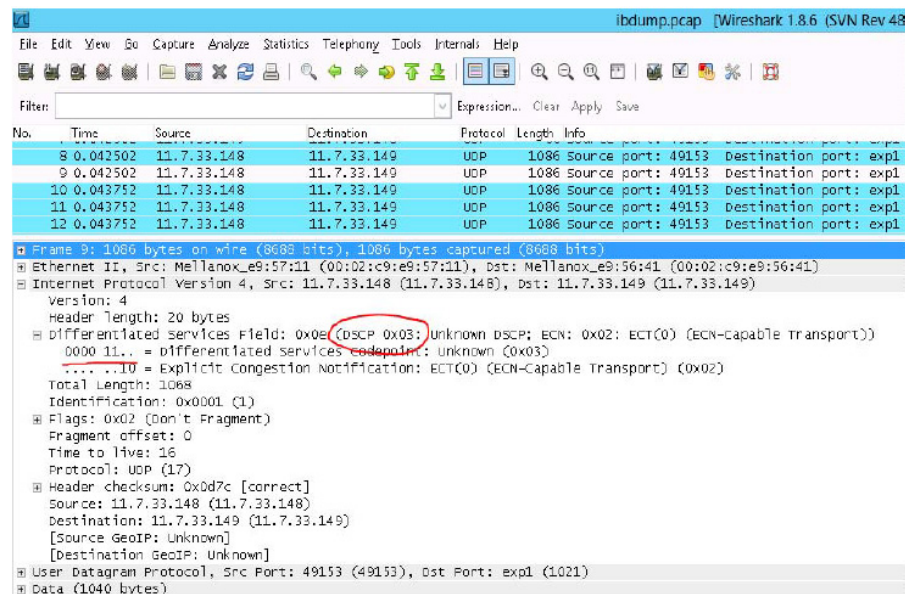 ibdump.pcap [Wireshark 1.8.6 (SVN Rev 48
File Edit View Go Capture Analyze Statistics Telephony Tools Internals Help
Filter: Expression... Clear Apply Save
No. Time Source Destination Protocol Length Info
8 0.042502 11.7.33.148 11.7.33.149 UDP 1086 Source port: 49153 Destination port: exp1
9 0.042502 11.7.33.148 11.7.33.149 UDP 1086 Source port: 49153 Destination port: exp1
10 0.043752 11.7.33.148 11.7.33.149 UDP 1086 Source port: 49153 Destination port: exp1
11 0.043752 11.7.33.148 11.7.33.149 UDP 1086 Source port: 49153 Destination port: exp1
12 0.043752 11.7.33.148 11.7.33.149 UDP 1086 Source port: 49153 Destination port: exp1
Frame 9: 1086 bytes on wire (8688 bits), 1086 bytes captured (8688 bits)
Ethernet II, Src: Mellanox_e9:57:11 (00:02:c9:e9:57:11), Dst: Mellanox_e9:56:41 (00:02:c9:e9:56:41)
Internet Protocol Version 4, Src: 11.7.33.148 (11.7.33.148), Dst: 11.7.33.149 (11.7.33.149)
Version: 4
Header length: 20 bytes
Differentiated Services Field: 0x0e (DSCP 0x03: Unknown DSCP; ECN: 0x02: ECT(0) (ECN-Capable Transport))
0000 11.. = Differentiated Services Codepoint: Unknown (0x03)
.... ..10 = Explicit Congestion Notification: ECT(0) (ECN-Capable Transport) (0x02)
Total Length: 1068
Identification: 0x0001 (1)
Flags: 0x02 (Don't Fragment)
Fragment offset: 0
Time to live: 16
Protocol: UDP (17)
Header checksum: 0x0d7c [correct]
Source: 11.7.33.148 (11.7.33.148)
Destination: 11.7.33.149 (11.7.33.149)
[Source GeoIP: Unknown]
[Destination GeoIP: Unknown]
User Datagram Protocol, Src Port: 49153 (49153), Dst Port: exp1 (1021)
Data (1040 bytes)